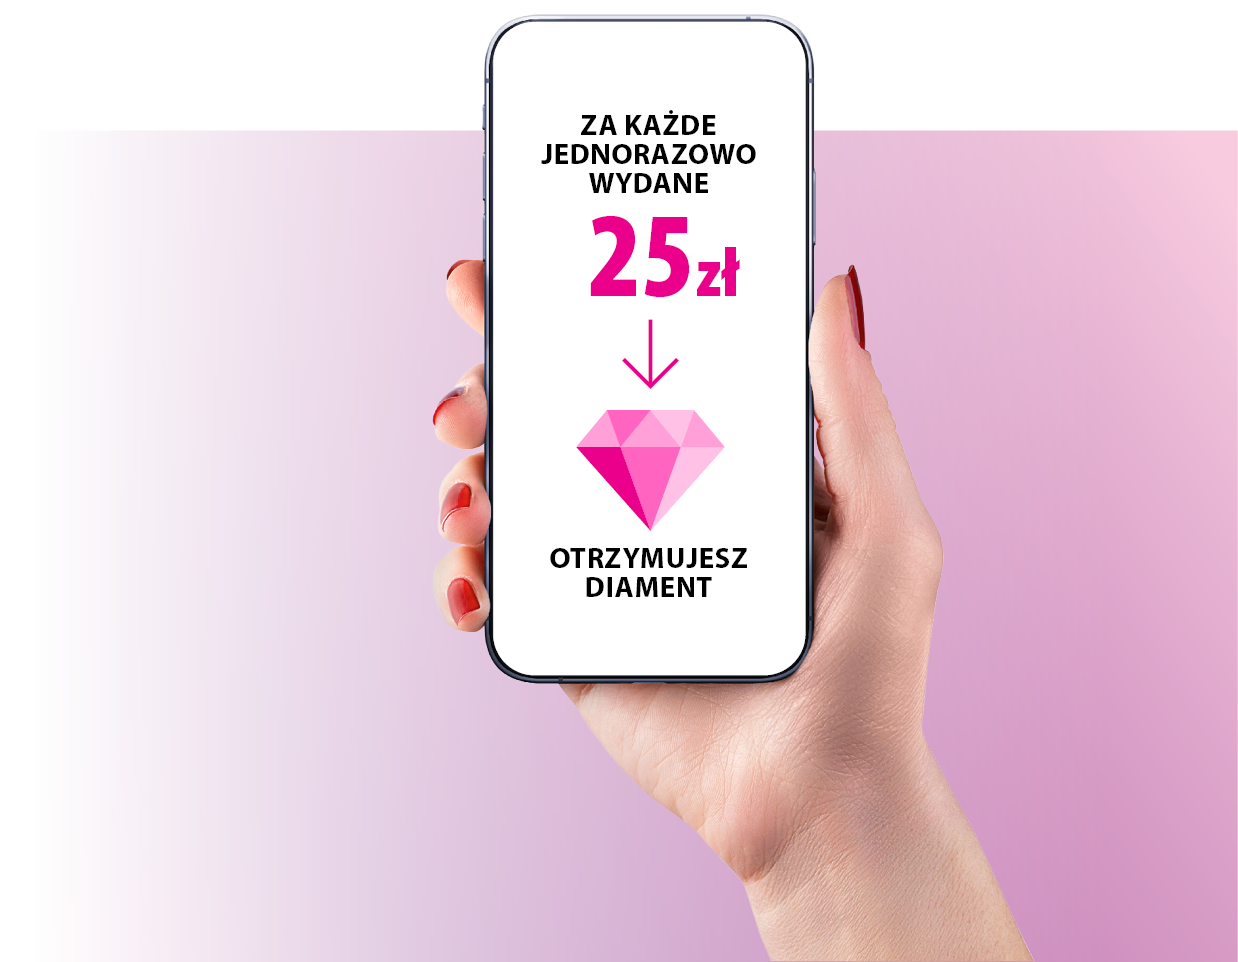 ZA KAŻDE
JEDNORAZOWO
WYDANE
25zł
OTRZYMUJESZ
DIAMENT